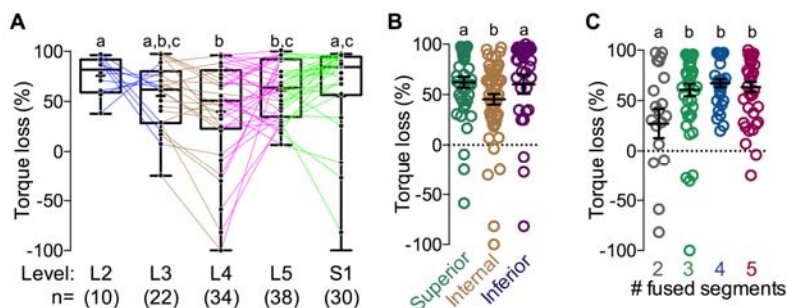 A
a a,b,c b b,c a,c
100
50
0
-50
-100
Torque loss (%)
Level: L2 L3 L4 L5 S1
n= (10) (22) (34) (38) (30)
B
a b a
100
50
0
-50
-100
Torque loss (%)
Superior
Internal
Inferior
C
# fused segments
a b b b
100
50
0
-50
-100
Torque loss (%)
2 3 4 5
# fused segments